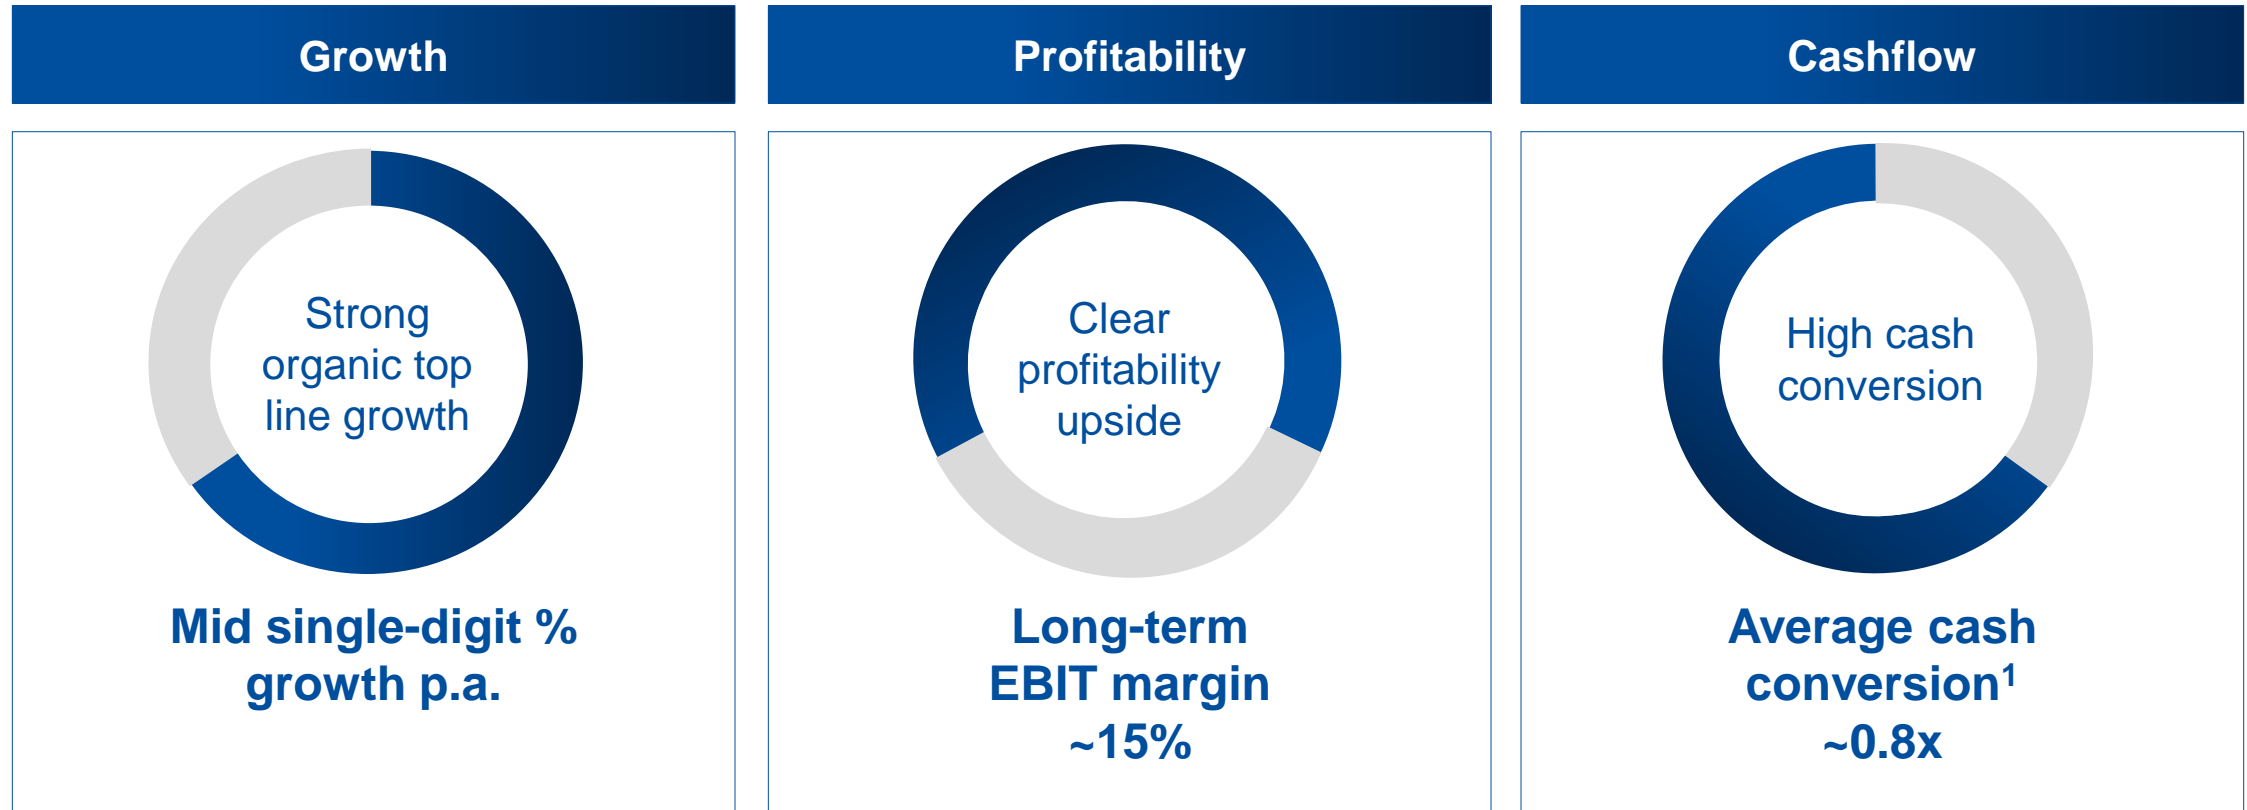 Growth
Strong
organic top
line growth
Mid single-digit %
growth p.a.
Profitability
Clear
profitability
upside
Long-term
EBIT margin
~15%
Cashflow
High cash
conversion
Average cash
conversion¹
~0.8x